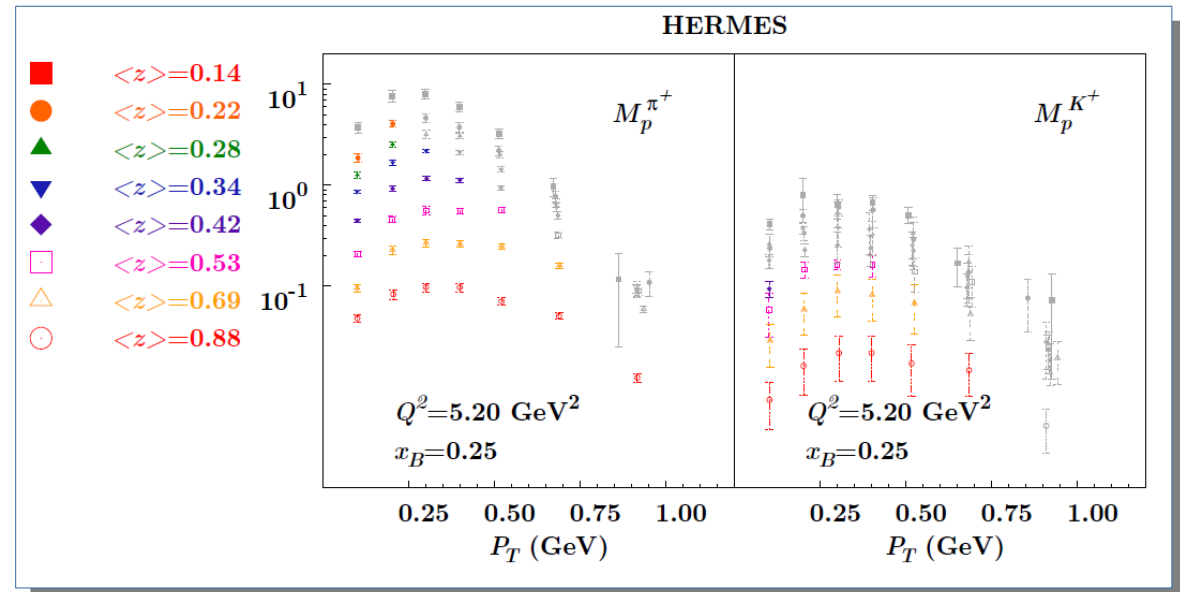 HERMES
<z>=0.14
<z>=0.22
<z>=0.28
<z>=0.34
<z>=0.42
<z>=0.53
<z>=0.69
<z>=0.88
10^1
10^0
10^-1
M_p^π+
Q^2=5.20 GeV^2
x_B=0.25
0.25 0.50 0.75 1.00
P_T (GeV)
M_p^K+
Q^2=5.20 GeV^2
x_B=0.25
0.25 0.50 0.75 1.00
P_T (GeV)